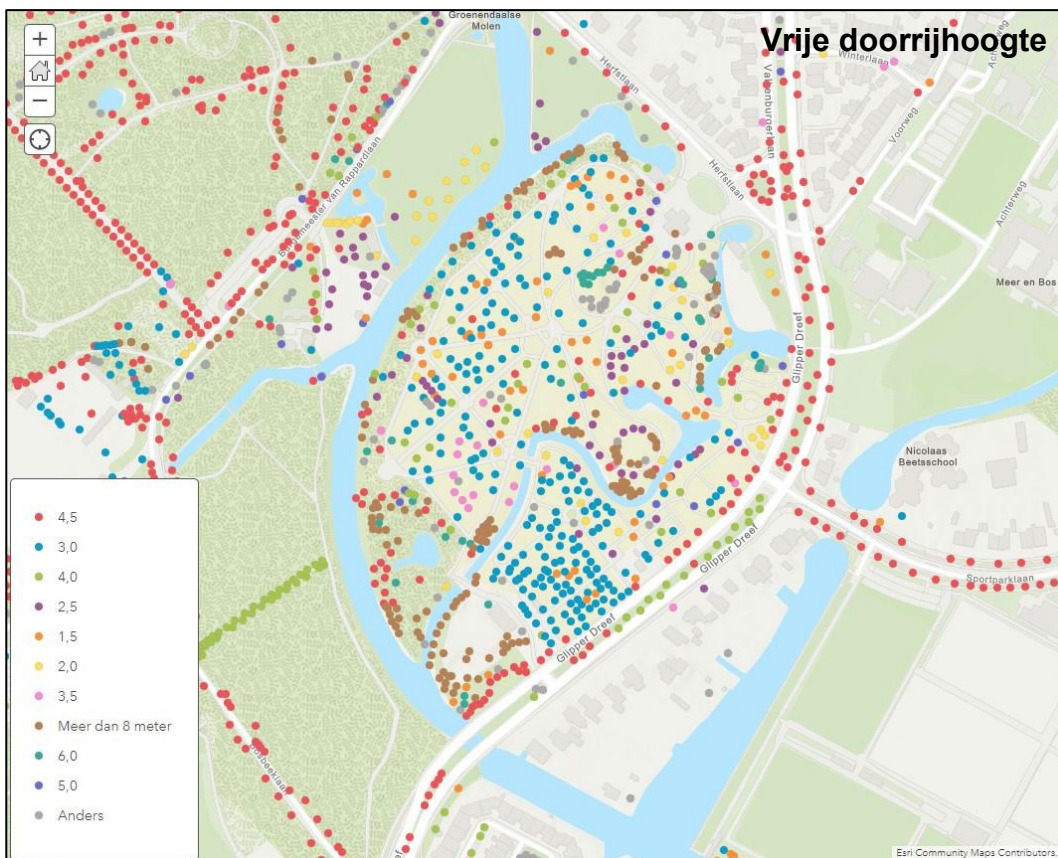 Vrije doorrijhoogte
Groenendaalse
Molen
Herfstlaan
Winterlaan
Valkenburgerlaan
Voorweg
Achterweg
Burgemeester van Rappardlaan
Herfstlaan
Achterweg
Meer en Bos
Glipper Dreef
Nicolaas
Beetsschool
Glipper Dreef
Sportparklaan
Glipper Dreef
4,5
3,0
4,0
2,5
1,5
2,0
3,5
Meer dan 8 meter
6,0
5,0
Anders
Esri Community Maps Contributors